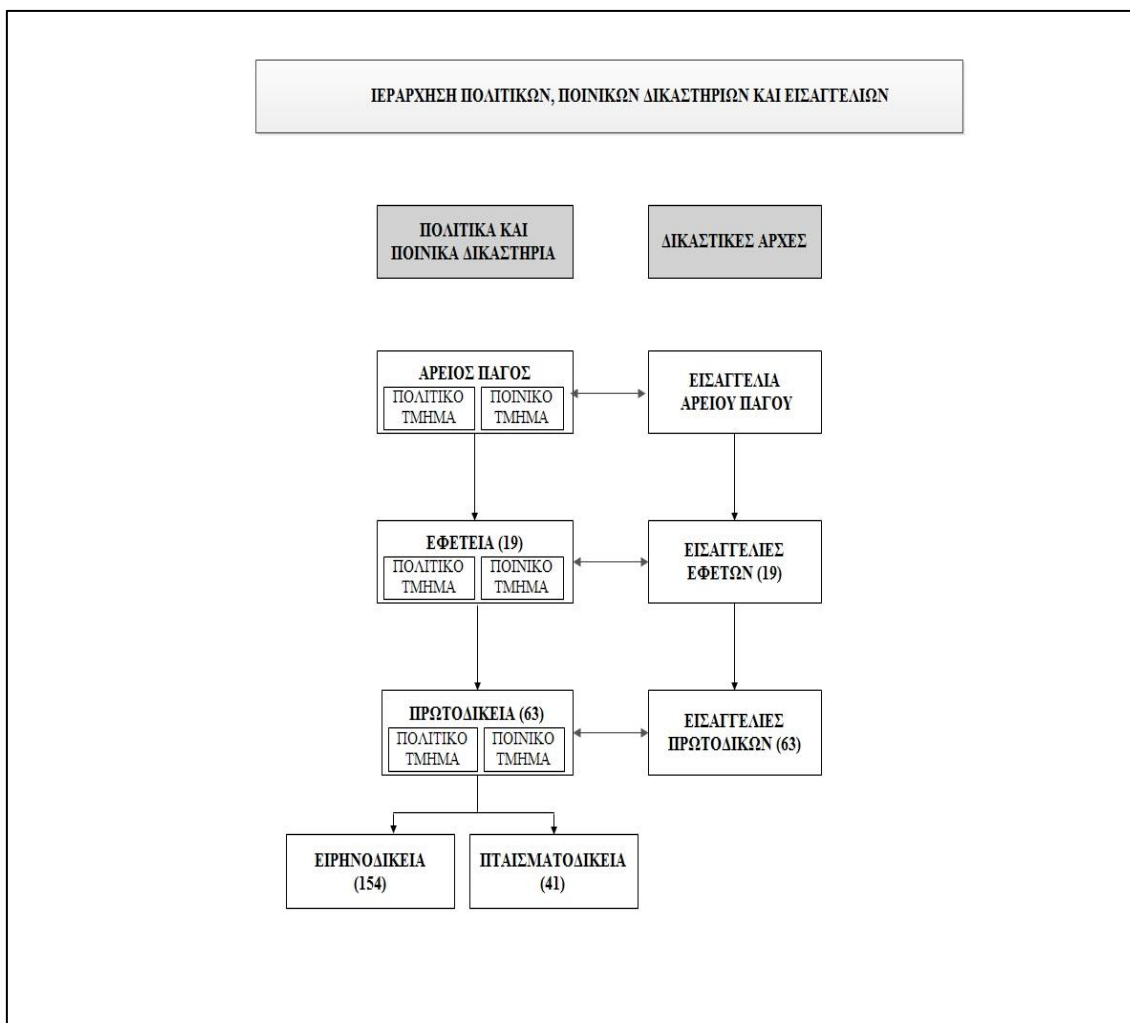 ΙΕΡΑΡΧΗΣΗ ΠΟΛΙΤΙΚΩΝ, ΠΟΙΝΙΚΩΝ ΔΙΚΑΣΤΗΡΙΩΝ ΚΑΙ ΕΙΣΑΓΓΕΛΙΩΝ
ΠΟΛΙΤΙΚΑ ΚΑΙ
ΠΟΙΝΙΚΑ ΔΙΚΑΣΤΗΡΙΑ
ΔΙΚΑΣΤΙΚΕΣ ΑΡΧΕΣ
ΑΡΕΙΟΣ ΠΑΓΟΣ
ΠΟΛΙΤΙΚΟ
ΤΜΗΜΑ
ΠΟΙΝΙΚΟ
ΤΜΗΜΑ
ΕΙΣΑΓΓΕΛΙΑ
ΑΡΕΙΟΥ ΠΑΓΟΥ
ΕΦΕΤΕΙΑ (19)
ΠΟΛΙΤΙΚΟ
ΤΜΗΜΑ
ΠΟΙΝΙΚΟ
ΤΜΗΜΑ
ΕΙΣΑΓΓΕΛΙΕΣ
ΕΦΕΤΩΝ (19)
ΠΡΩΤΟΔΙΚΕΙΑ (63)
ΠΟΛΙΤΙΚΟ
ΤΜΗΜΑ
ΠΟΙΝΙΚΟ
ΤΜΗΜΑ
ΕΙΣΑΓΓΕΛΙΕΣ
ΠΡΩΤΟΔΙΚΩΝ (63)
ΕΙΡΗΝΟΔΙΚΕΙΑ
(154)
ΠΤΑΙΣΜΑΤΟΔΙΚΕΙΑ
(41)